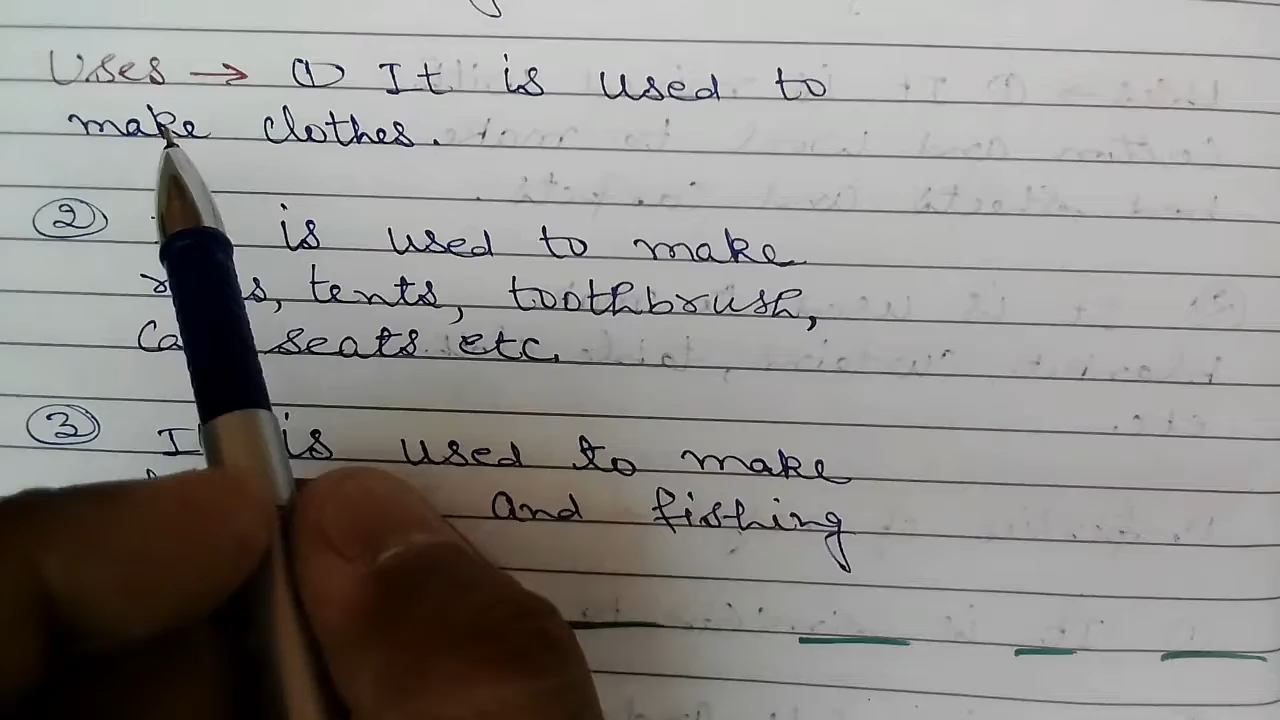 Uses → ① It is used to
make clothes.
② is used to make
tents, toothbrush,
seats etc.
③ It is used to make
and fishing